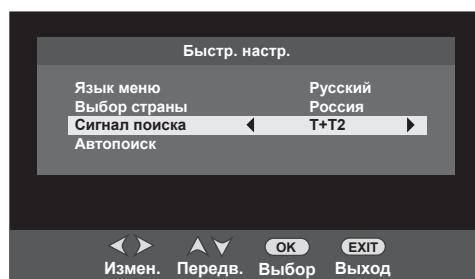 Быстр. настр.
Язык меню Русский
Выбор страны Россия
Сигнал поиска T+T2
Автопоиск
OK EXIT
Измен. Передв. Выбор Выход